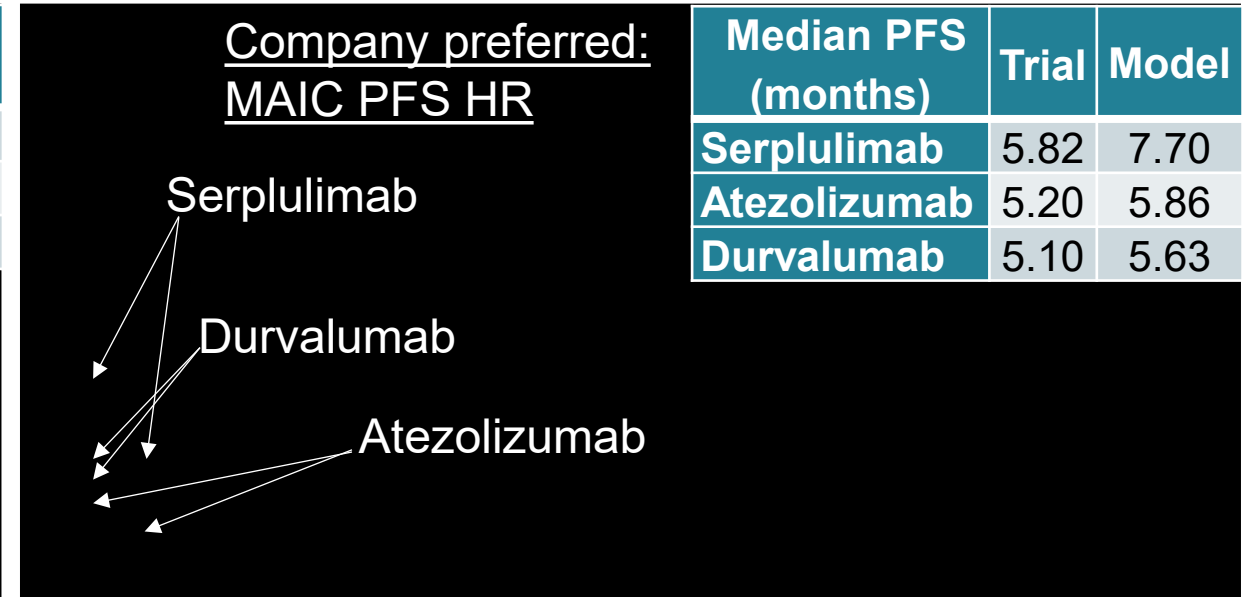 Company preferred:
MAIC PFS HR
Serplulimab
Durvalumab
Atezolizumab
Median PFS (months) Trial Model
Serplulimab 5.82 7.70
Atezolizumab 5.20 5.86
Durvalumab 5.10 5.63